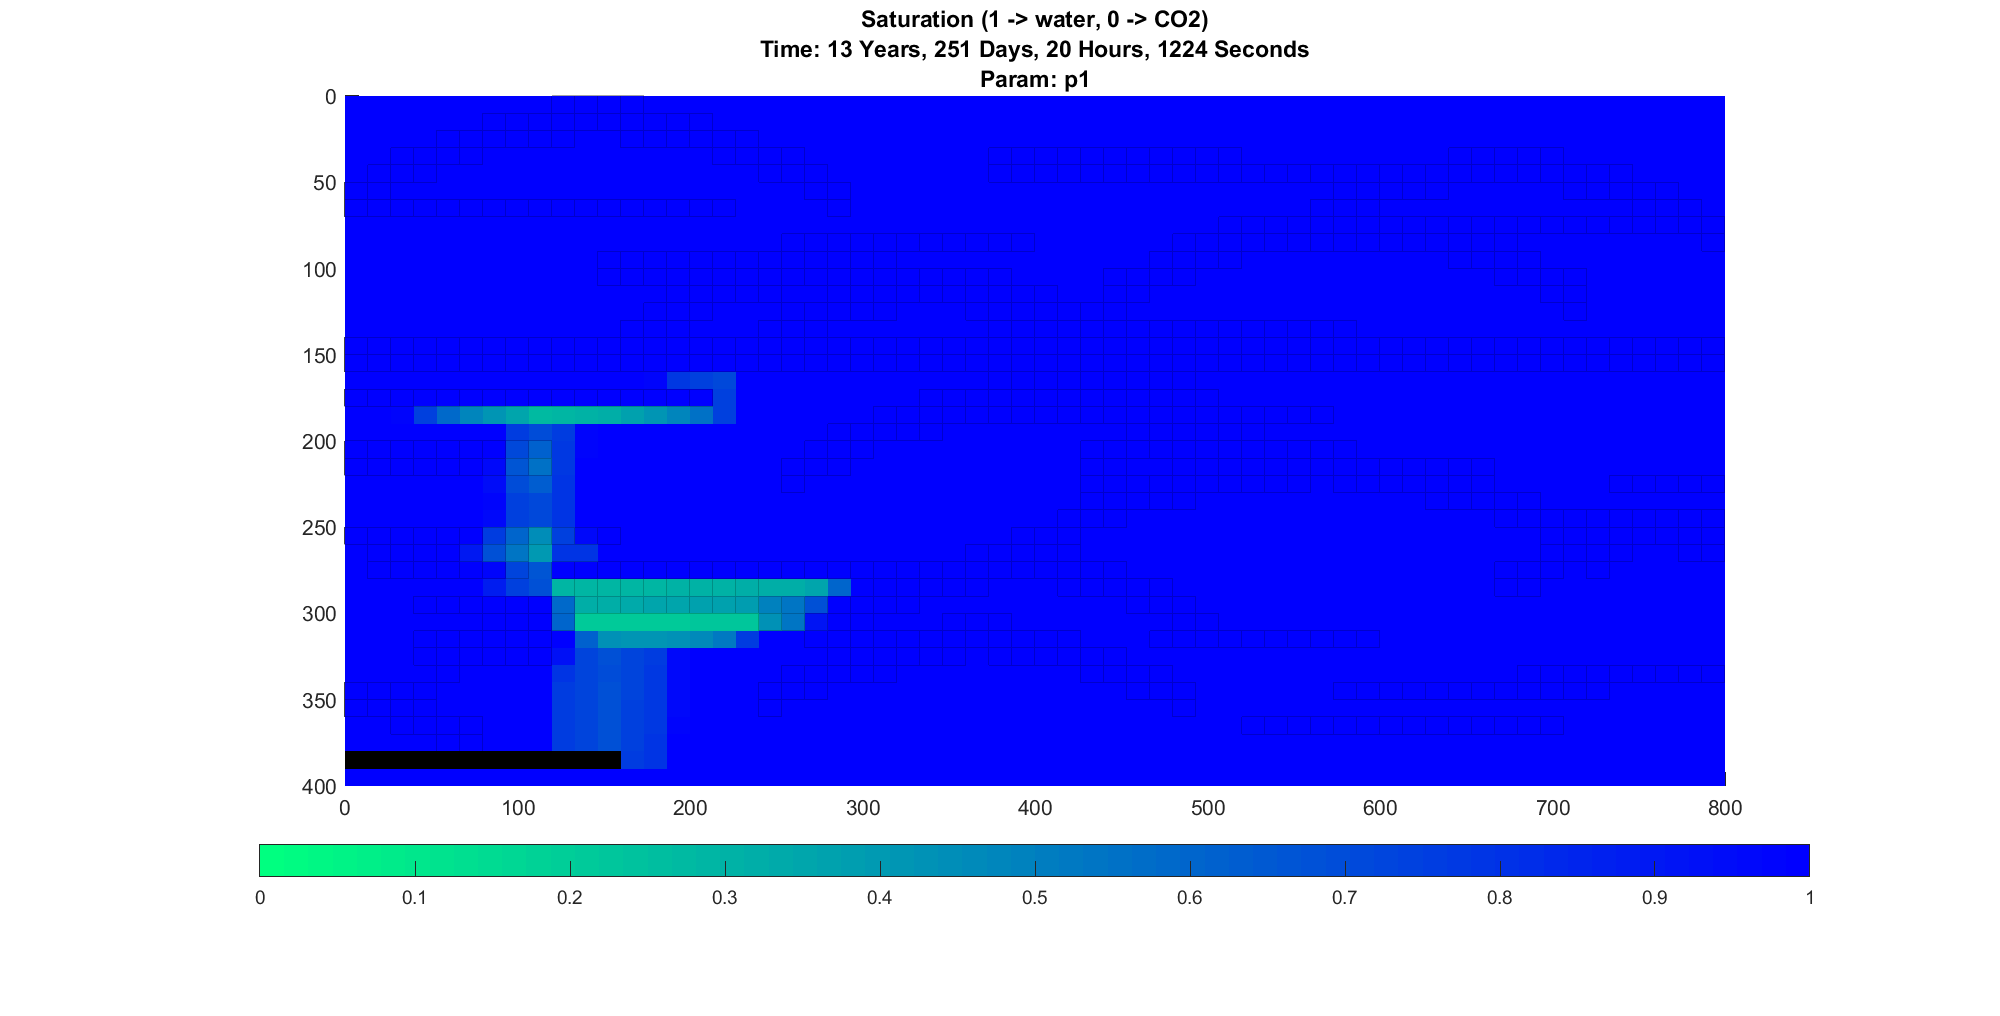 Saturation (1 -> water, 0 -> CO2)
Time: 13 Years, 251 Days, 20 Hours, 1224 Seconds
Param: p1
0
50
100
150
200
250
300
350
400
0 100 200 300 400 500 600 700 800
0 0.1 0.2 0.3 0.4 0.5 0.6 0.7 0.8 0.9 1